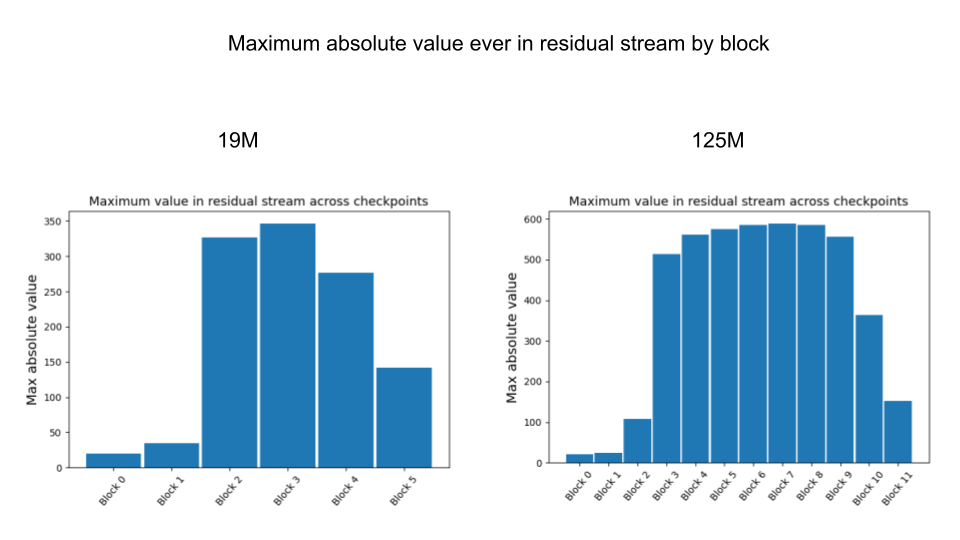 Maximum absolute value ever in residual stream by block
19M
125M
Maximum value in residual stream across checkpoints
Max absolute value
350
300
250
200
150
100
50
0
Block 0
Block 1
Block 2
Block 3
Block 4
Block 5
Maximum value in residual stream across checkpoints
Max absolute value
600
500
400
300
200
100
0
Block 0
Block 1
Block 2
Block 3
Block 4
Block 5
Block 6
Block 7
Block 8
Block 9
Block 10
Block 11